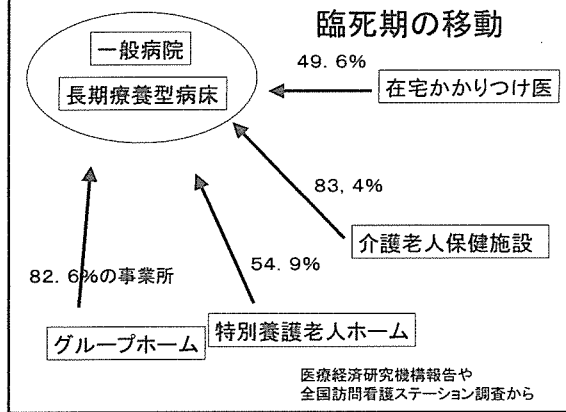 臨死期の移動
一般病院
長期療養型病床
49. 6%
在宅かかりつけ医
83, 4%
介護老人保健施設
82. 6%の事業所
54. 9%
グループホーム
特別養護老人ホーム
医療経済研究機構報告や
全国訪問看護ステーション調査から